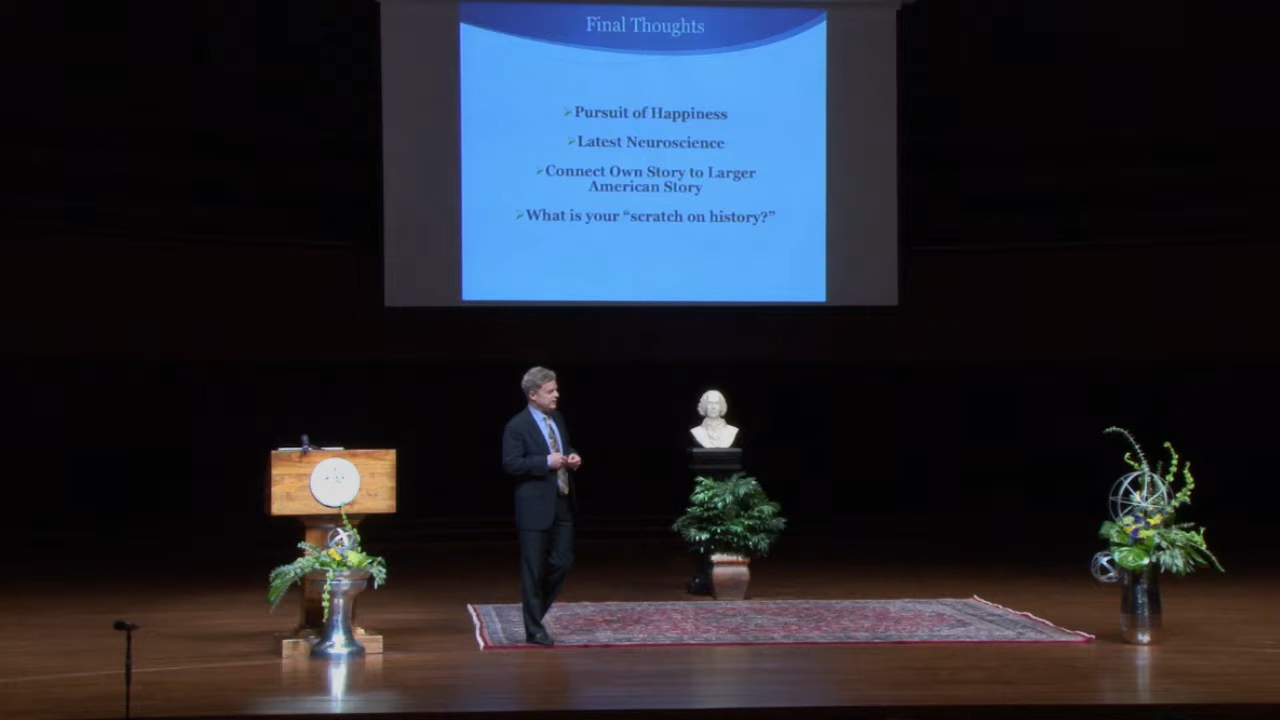 Final Thoughts
➢Pursuit of Happiness
➢Latest Neuroscience
➢Connect Own Story to Larger
American Story
➢What is your “scratch on history?”